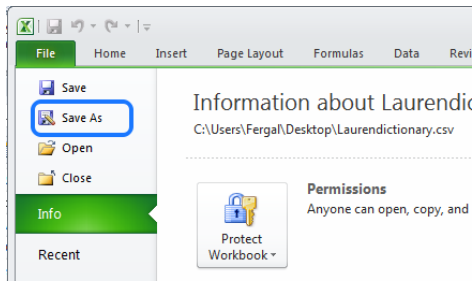 File Home Insert Page Layout Formulas Data
Save
Save As
Open
Close
Info
Recent
Information about
C:\Users\Fergal\Desktop\Laurendictionary.csv
Protect
Workbook
Permissions
Anyone can open, copy, and